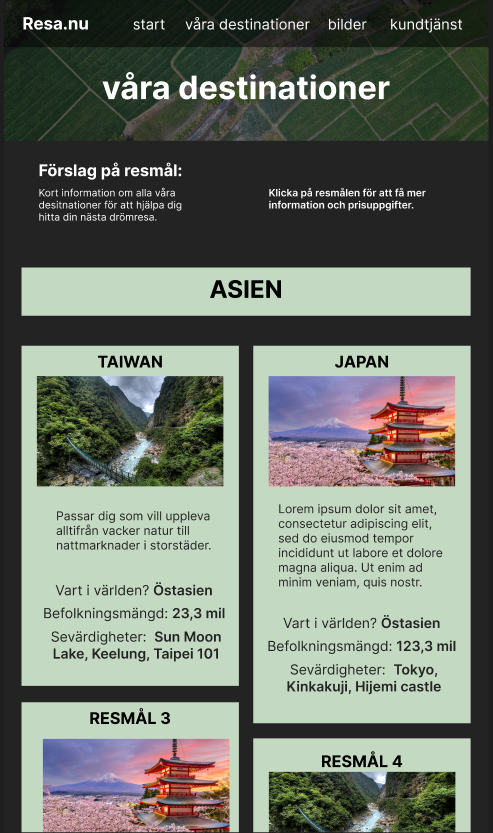 Resa.nu
start våra destinationer bilder kundtjänst
våra destinationer
Förslag på resmål:
Kort information om alla våra
desitnationer för att hjälpa dig
hitta din nästa drömresa.
Klicka på resmålen för att få mer
information och prisuppgifter.
ASIEN
TAIWAN
Passar dig som vill uppleva
alltifrån vacker natur till
nattmarknader i storstäder.
Vart i världen? Östasien
Befolkningsmängd: 23,3 mil
Sevärdigheter: Sun Moon
Lake, Keelung, Taipei 101
JAPAN
Lorem ipsum dolor sit amet,
consectetur adipiscing elit,
sed do eiusmod tempor
incididunt ut labore et dolore
magna aliqua. Ut enim ad
minim veniam, quis nostr.
Vart i världen? Östasien
Befolkningsmängd: 123,3 mil
Sevärdigheter: Tokyo,
Kinkakuji, Hijemi castle
RESMÅL 3
RESMÅL 4